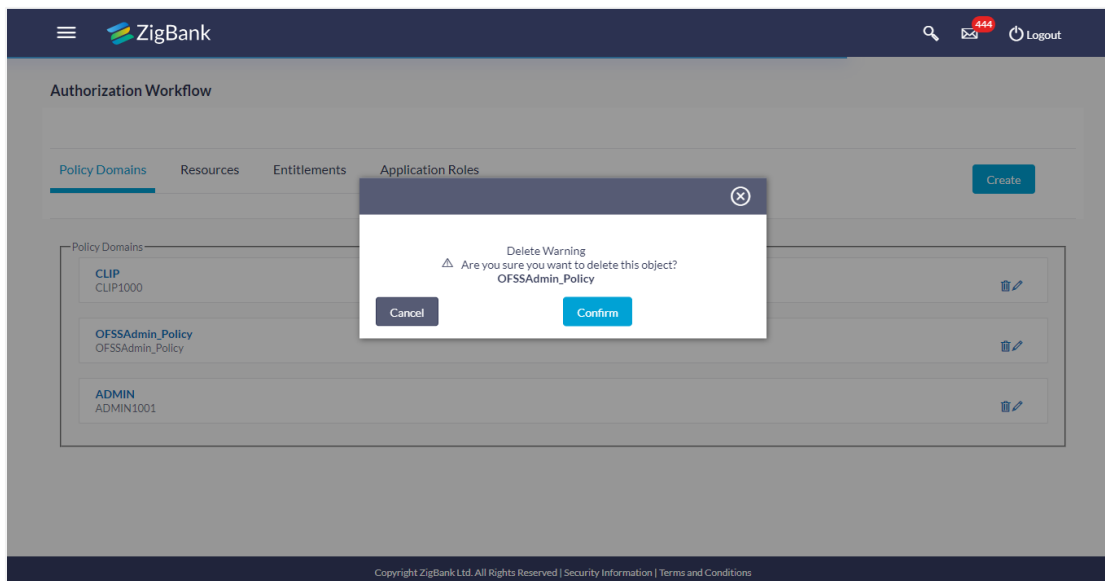 ZigBank
444
Logout
Authorization Workflow
Policy Domains Resources Entitlements Application Roles
Create
Delete Warning
Are you sure you want to delete this object?
OFSSAdmin_Policy
Cancel Confirm
Policy Domains
CLIP
CLIP1000
OFSSAdmin_Policy
OFSSAdmin_Policy
ADMIN
ADMIN1001
Copyright ZigBank Ltd. All Rights Reserved | Security Information | Terms and Conditions